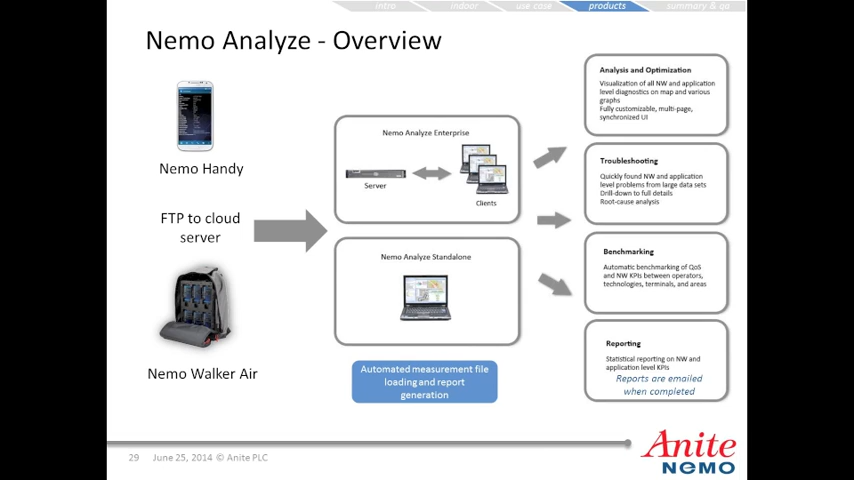 intro indoor use case products summary & qa
Nemo Analyze - Overview
Nemo Handy
FTP to cloud
server
Nemo Walker Air
Nemo Analyze Enterprise
Server
Clients
Nemo Analyze Standalone
Automated measurement file
loading and report
generation
Analysis and Optimization
Visualization of all NW and application
level diagnostics on map and various
graphs
Fully customizable, multi-page,
synchronized UI
Troubleshooting
Quickly found NW and application
level problems from large data sets
Drill-down to full details
Root-cause analysis
Benchmarking
Automatic benchmarking of QoS
and NW KPIs between operators,
technologies, terminals, and areas
Reporting
Statistical reporting on NW and
application level KPIs
Reports are emailed
when completed
29 June 25, 2014 © Anite PLC
Anite
NEMO